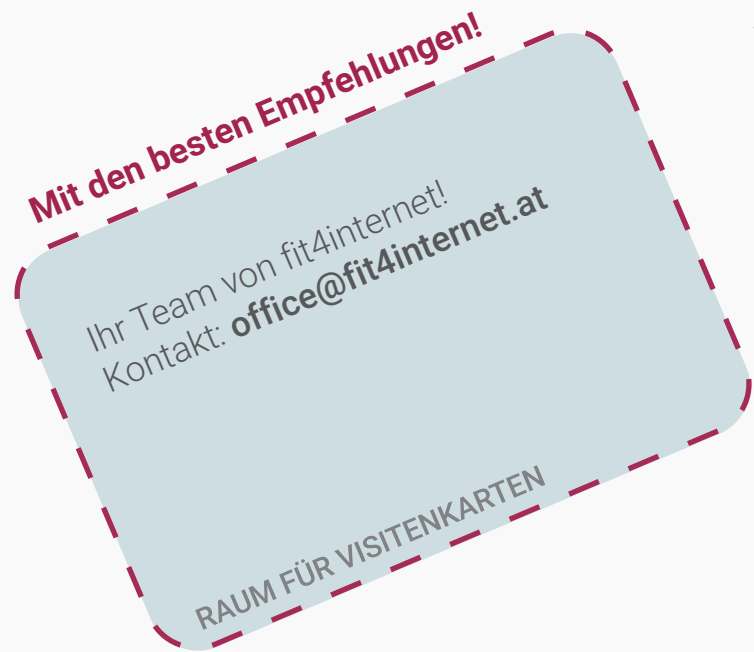 Mit den besten Empfehlungen!
Ihr Team von fit4internet!
Kontakt: office@fit4internet.at
RAUM FÜR VISITENKARTEN